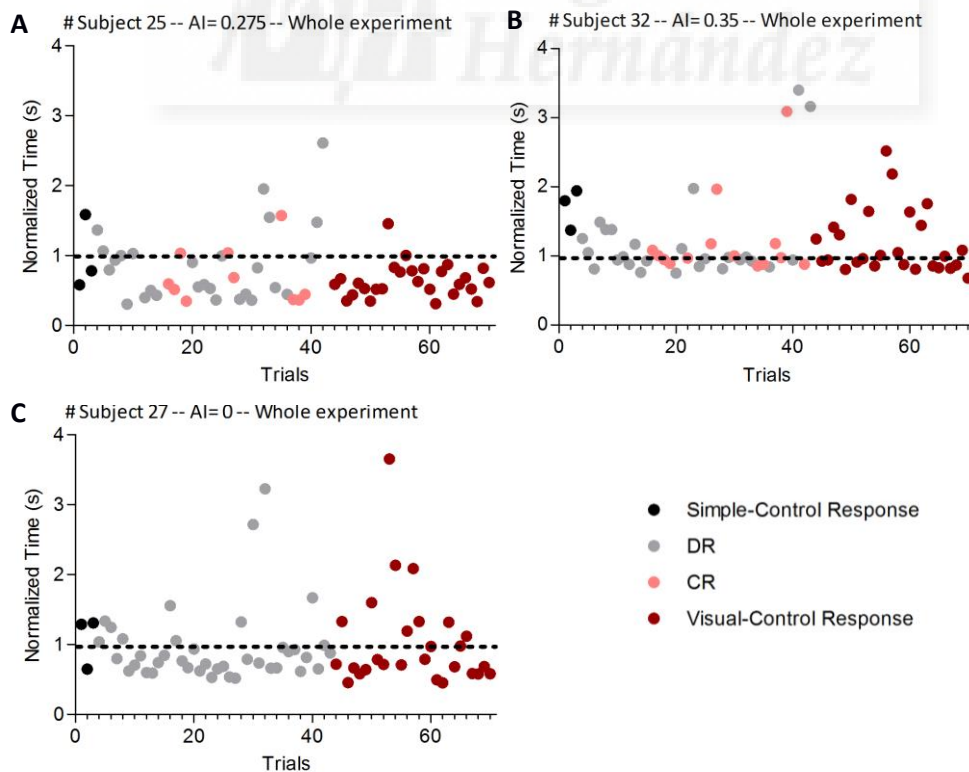 Hernández
A
# Subject 25 -- AI= 0.275 -- Whole experiment
Normalized Time (s)
4
3
2
1
0
0
20
40
60
Trials
B
# Subject 32 -- AI= 0.35 -- Whole experiment
Normalized Time (s)
4
3
2
1
0
0
20
40
60
Trials
C
# Subject 27 -- AI= 0 -- Whole experiment
Normalized Time (s)
4
3
2
1
0
0
20
40
60
Trials
Simple-Control Response
DR
CR
Visual-Control Response